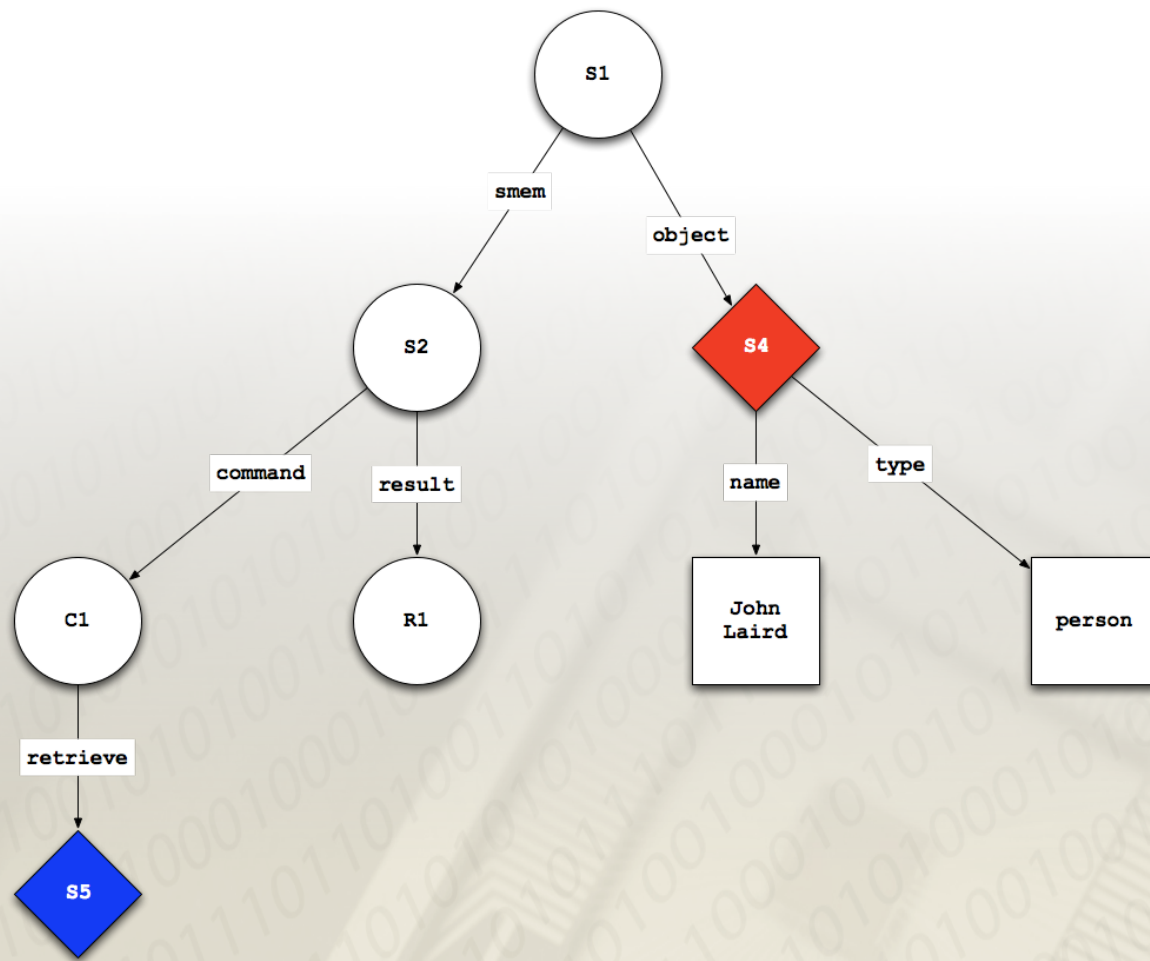 S1
smem
object
S2
S4
command
result
name
type
C1
R1
John
Laird
person
retrieve
S5